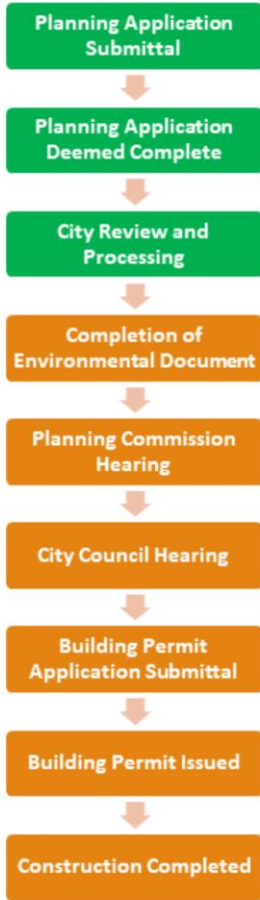 Planning Application
Submittal
Planning Application
Deemed Complete
City Review and
Processing
Completion of
Environmental Document
Planning Commission
Hearing
City Council Hearing
Building Permit
Application Submittal
Building Permit Issued
Construction Completed